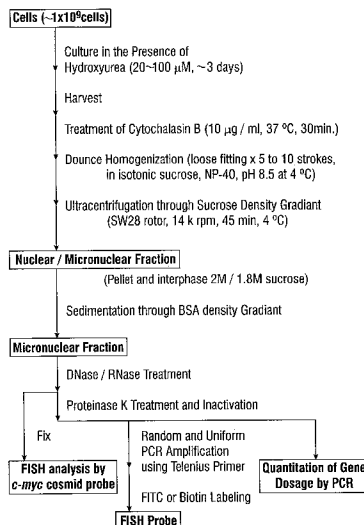 Cells (~1x10⁹cells)
Culture in the Presence of
Hydroxyurea (20~100 μM, ~3 days)
Harvest
Treatment of Cytochalasin B (10 μg / ml, 37 ºC, 30min.)
Dounce Homogenization (loose fitting x 5 to 10 strokes,
in isotonic sucrose, NP-40, pH 8.5 at 4 ºC)
Ultracentrifugation through Sucrose Density Gradiant
(SW28 rotor, 14 k rpm, 45 min, 4 ºC)
Nuclear / Micronuclear Fraction
(Pellet and interphase 2M / 1.8M sucrose)
Sedimentation through BSA density Gradiant
Micronuclear Fraction
DNase / RNase Treatment
Proteinase K Treatment and Inactivation
Fix
FISH analysis by
c-myc cosmid probe
Random and Uniform
PCR Amplification
using Telenius Primer
FITC or Biotin Labeling
FISH Probe
Quantitation of Gene
Dosage by PCR